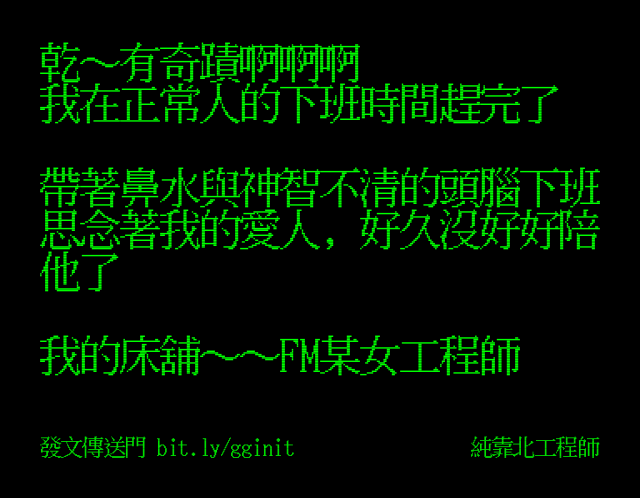 乾～有奇蹟啊啊啊
我在正常人的下班時間趕完了
帶著鼻水與神智不清的頭腦下班
思念著我的愛人，好久沒好好陪
他了
我的床舖～～FM某女工程師
發文傳送門 bit.ly/gginit
純靠北工程師